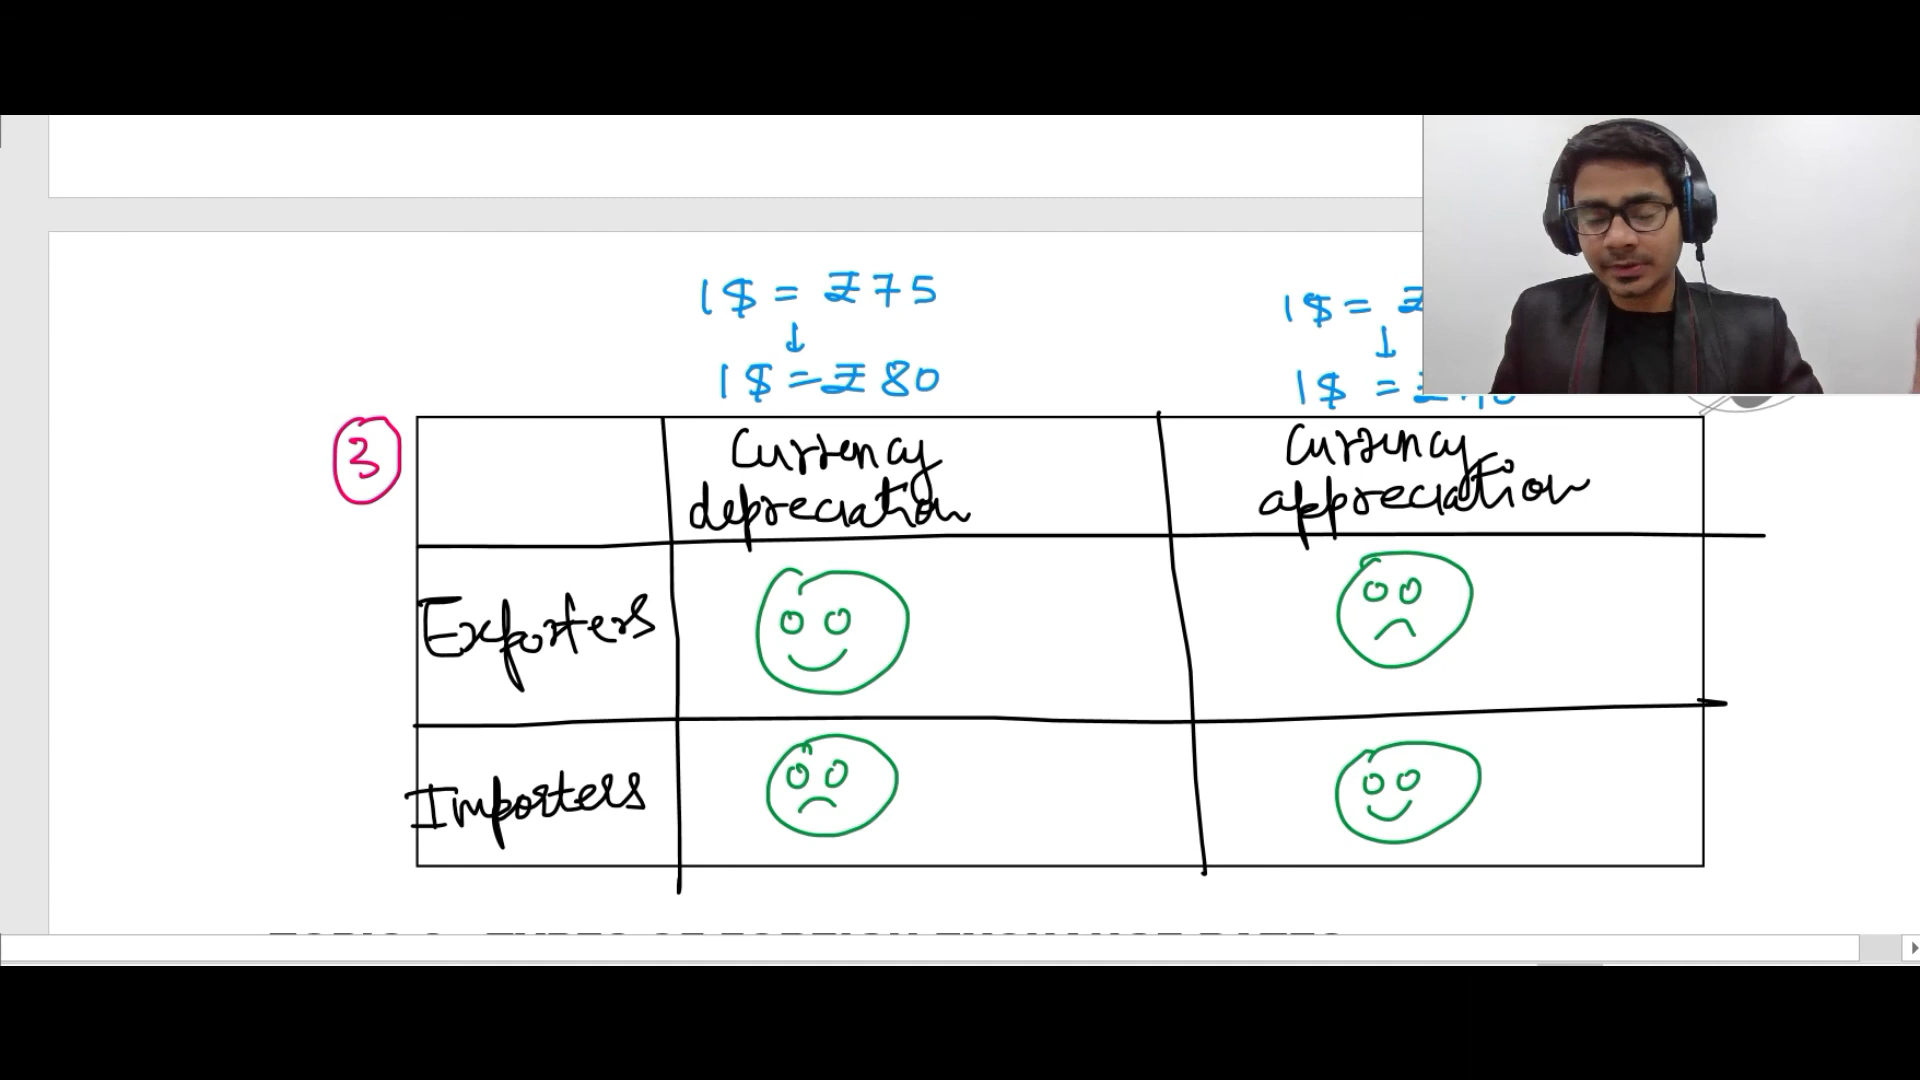 1$ = ₹75
↓
1$ = ₹80
1$ = ₹
↓
1$ =
3
Currency depreciation
Currency appreciation
Exporters
Importers